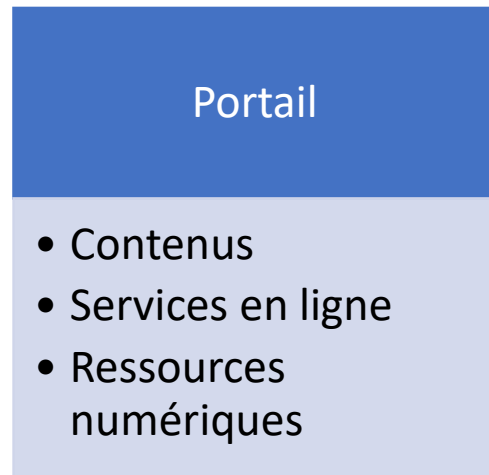 Portail
• Contenus
• Services en ligne
• Ressources
numériques